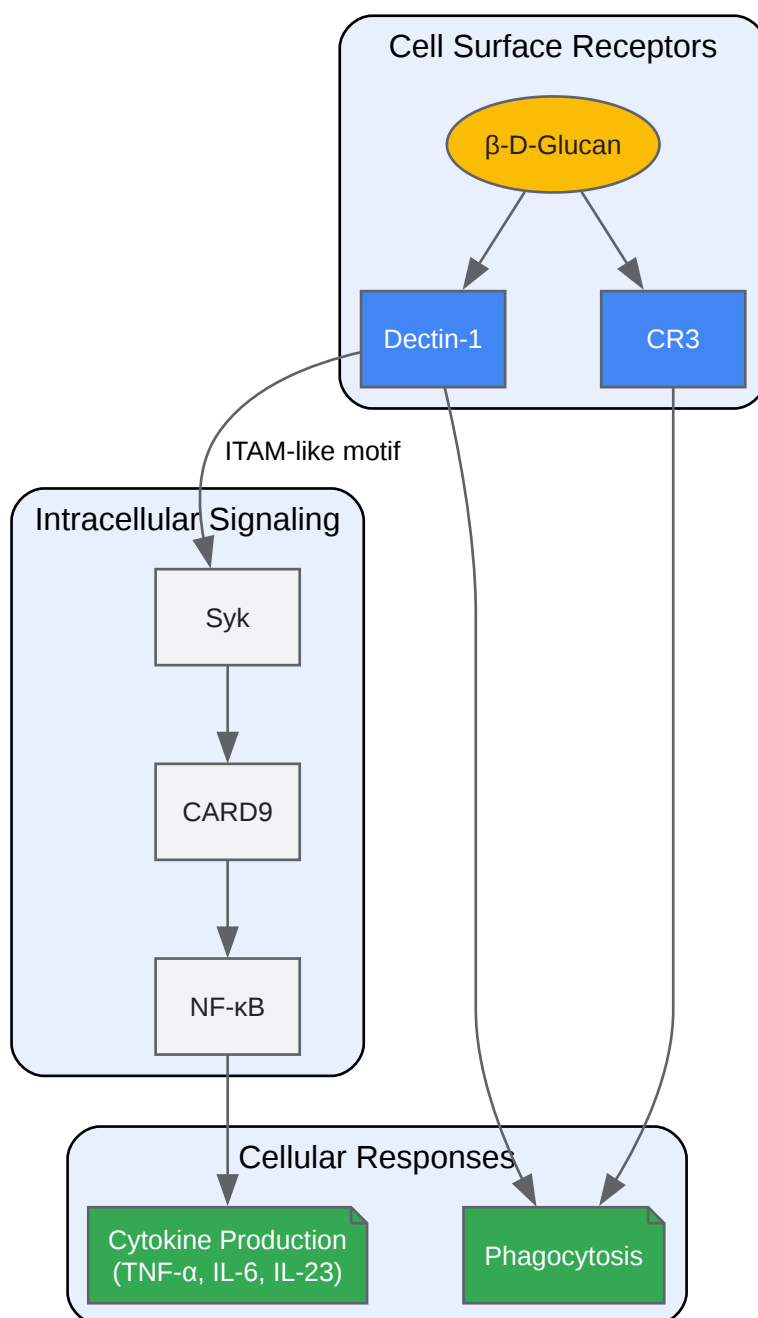 Cell Surface Receptors
β-D-Glucan
Dectin-1
CR3
ITAM-like motif
Intracellular Signaling
Syk
CARD9
NF-κB
Cellular Responses
Cytokine Production
(TNF-α, IL-6, IL-23)
Phagocytosis